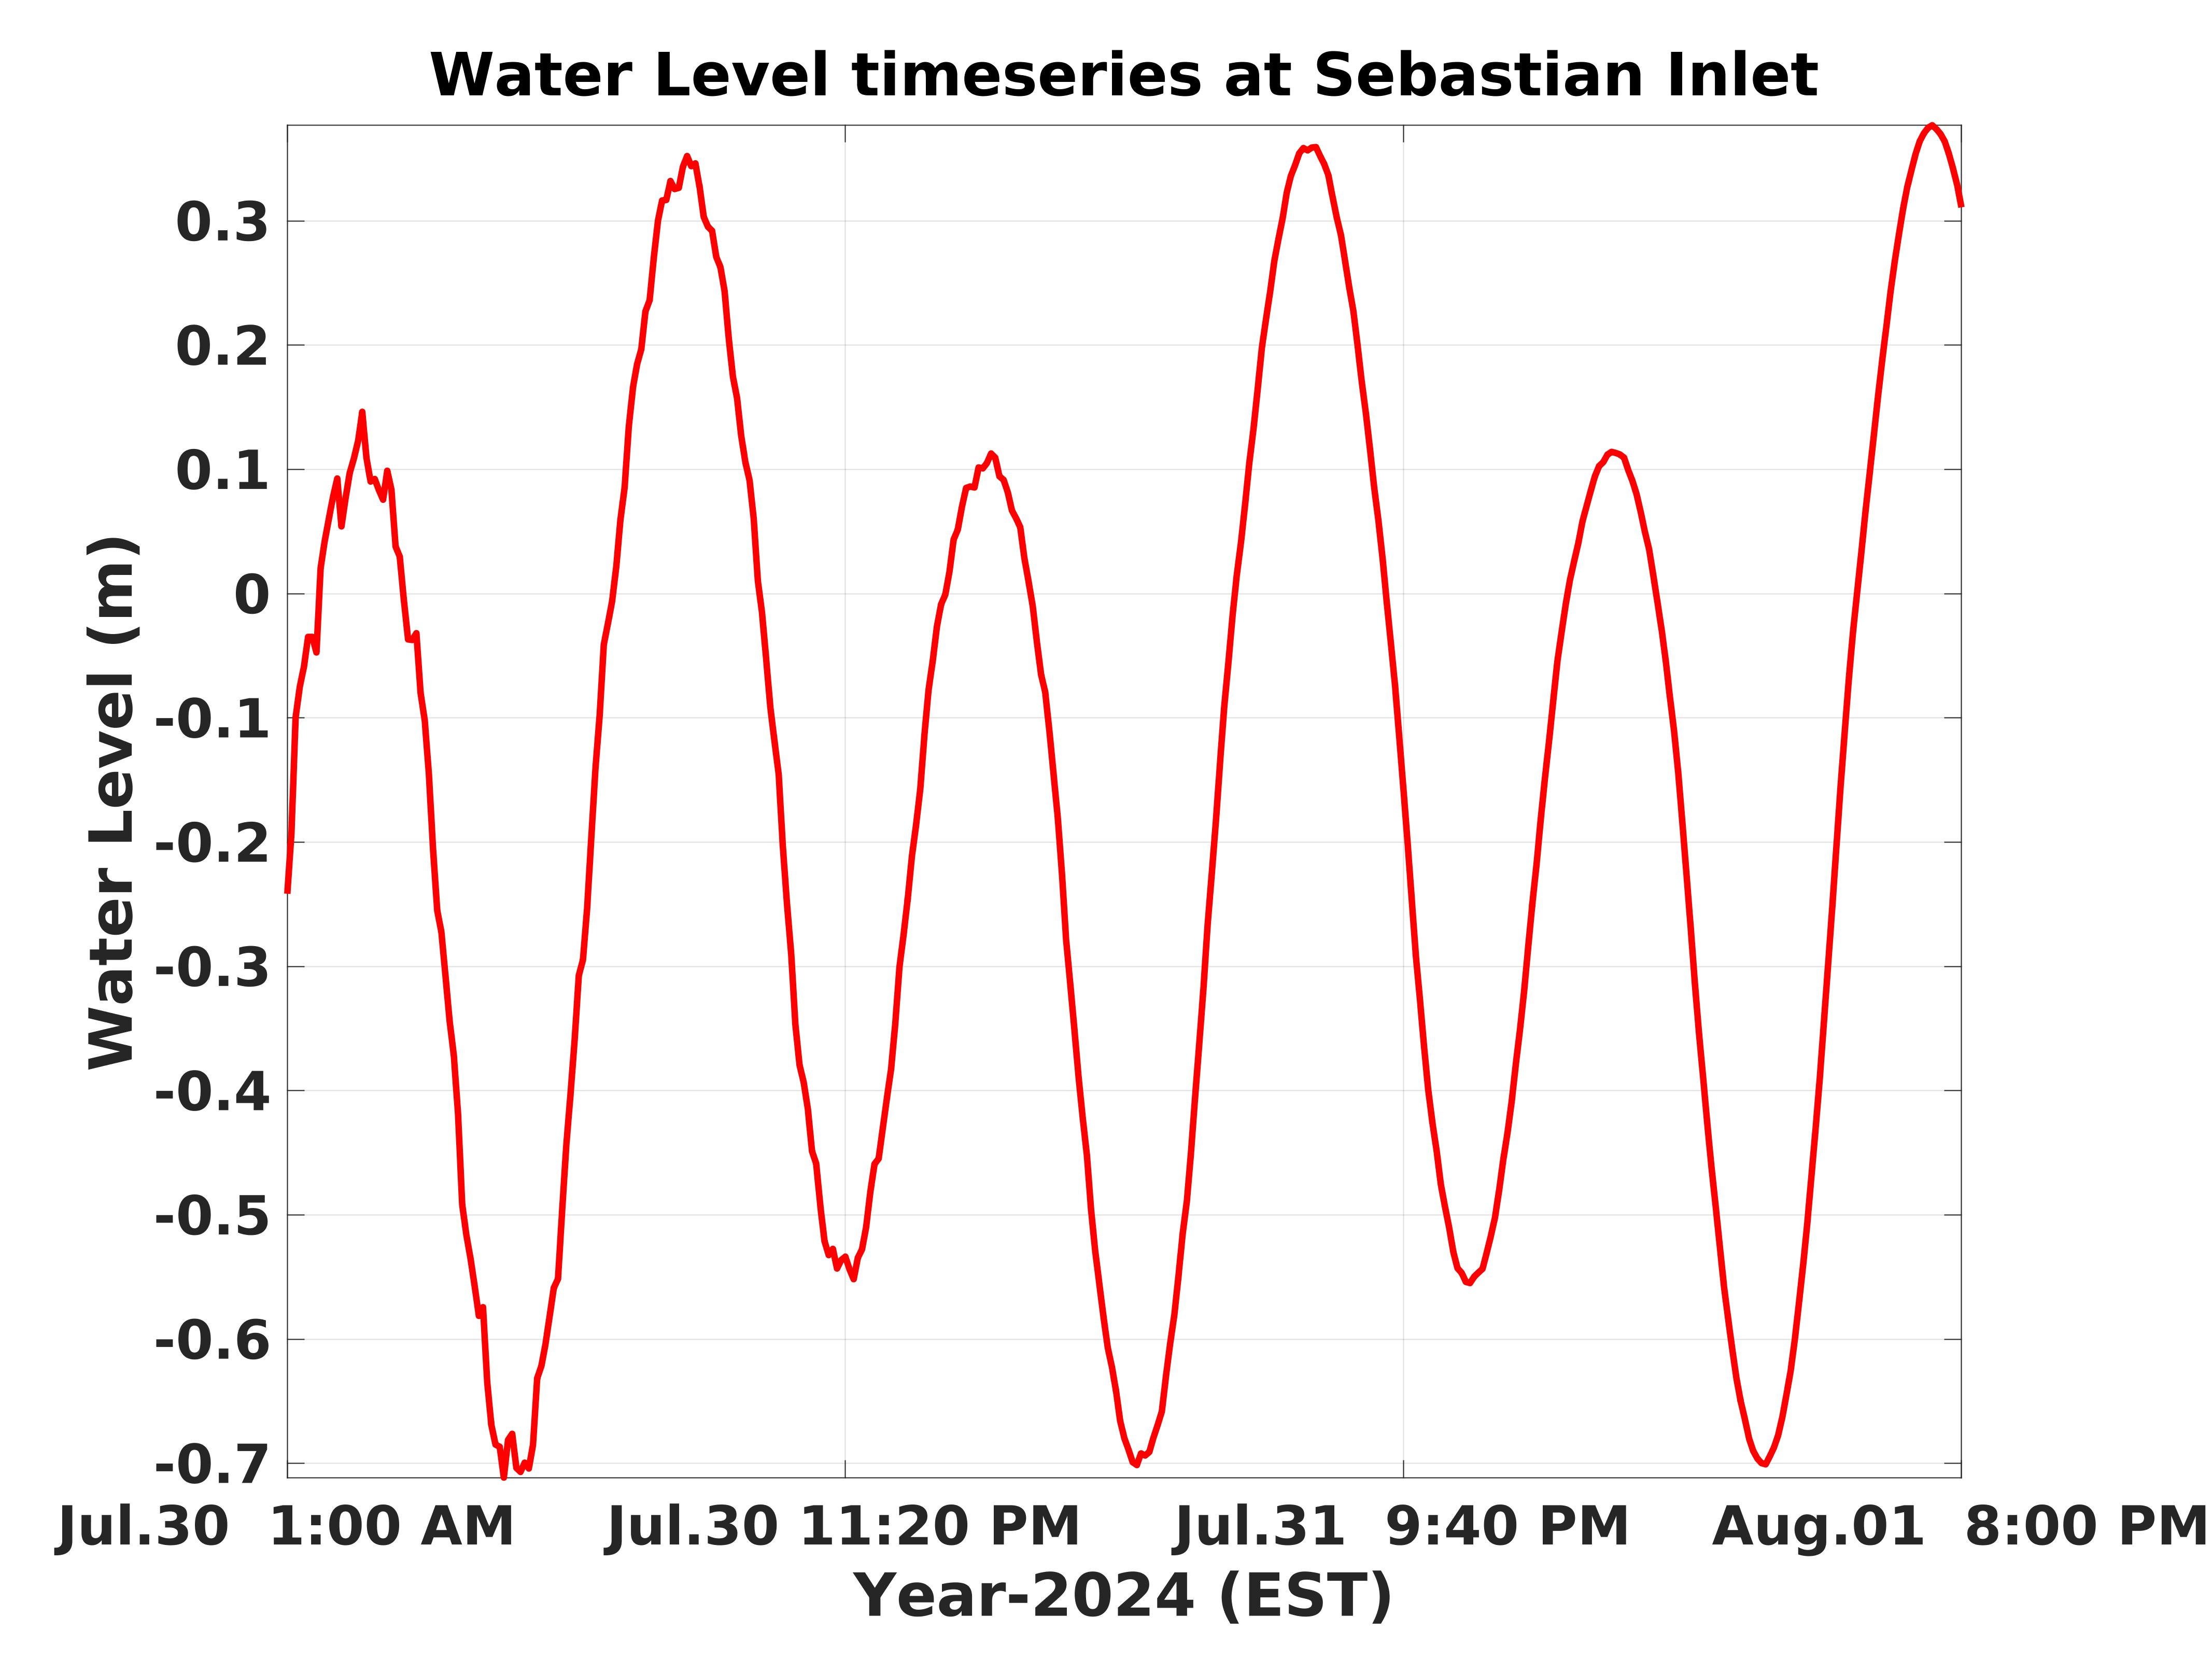 Water Level timeseries at Sebastian Inlet
Water Level (m)
0.3
0.2
0.1
0
-0.1
-0.2
-0.3
-0.4
-0.5
-0.6
-0.7
Jul.30 1:00 AM
Jul.30 11:20 PM
Jul.31 9:40 PM
Aug.01 8:00 PM
Year-2024 (EST)